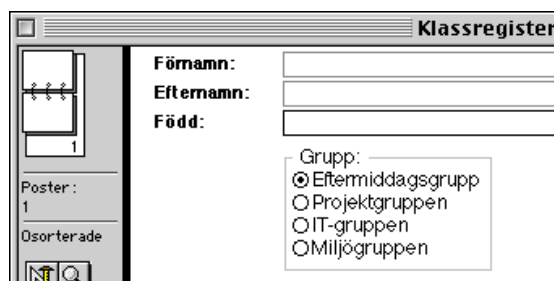 Klassregister
Förnamn:
Efternamn:
Född:
1
Grupp:
Eftermiddagsgrupp
Projektgruppen
IT-gruppen
Miljögruppen
Poster:
1
Osorterade